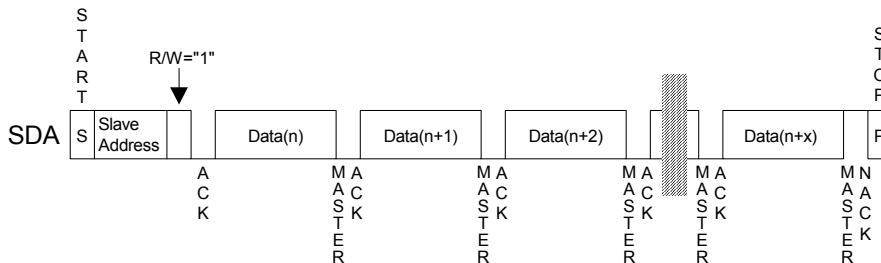 START
STOP
R/W="1"
SDA
S
Slave
Address
Data(n)
Data(n+1)
Data(n+2)
Data(n+x)
P
ACK
MASTER
ACK
MASTER
ACK
MASTER
ACK
MASTER
ACK
MASTER
NACK